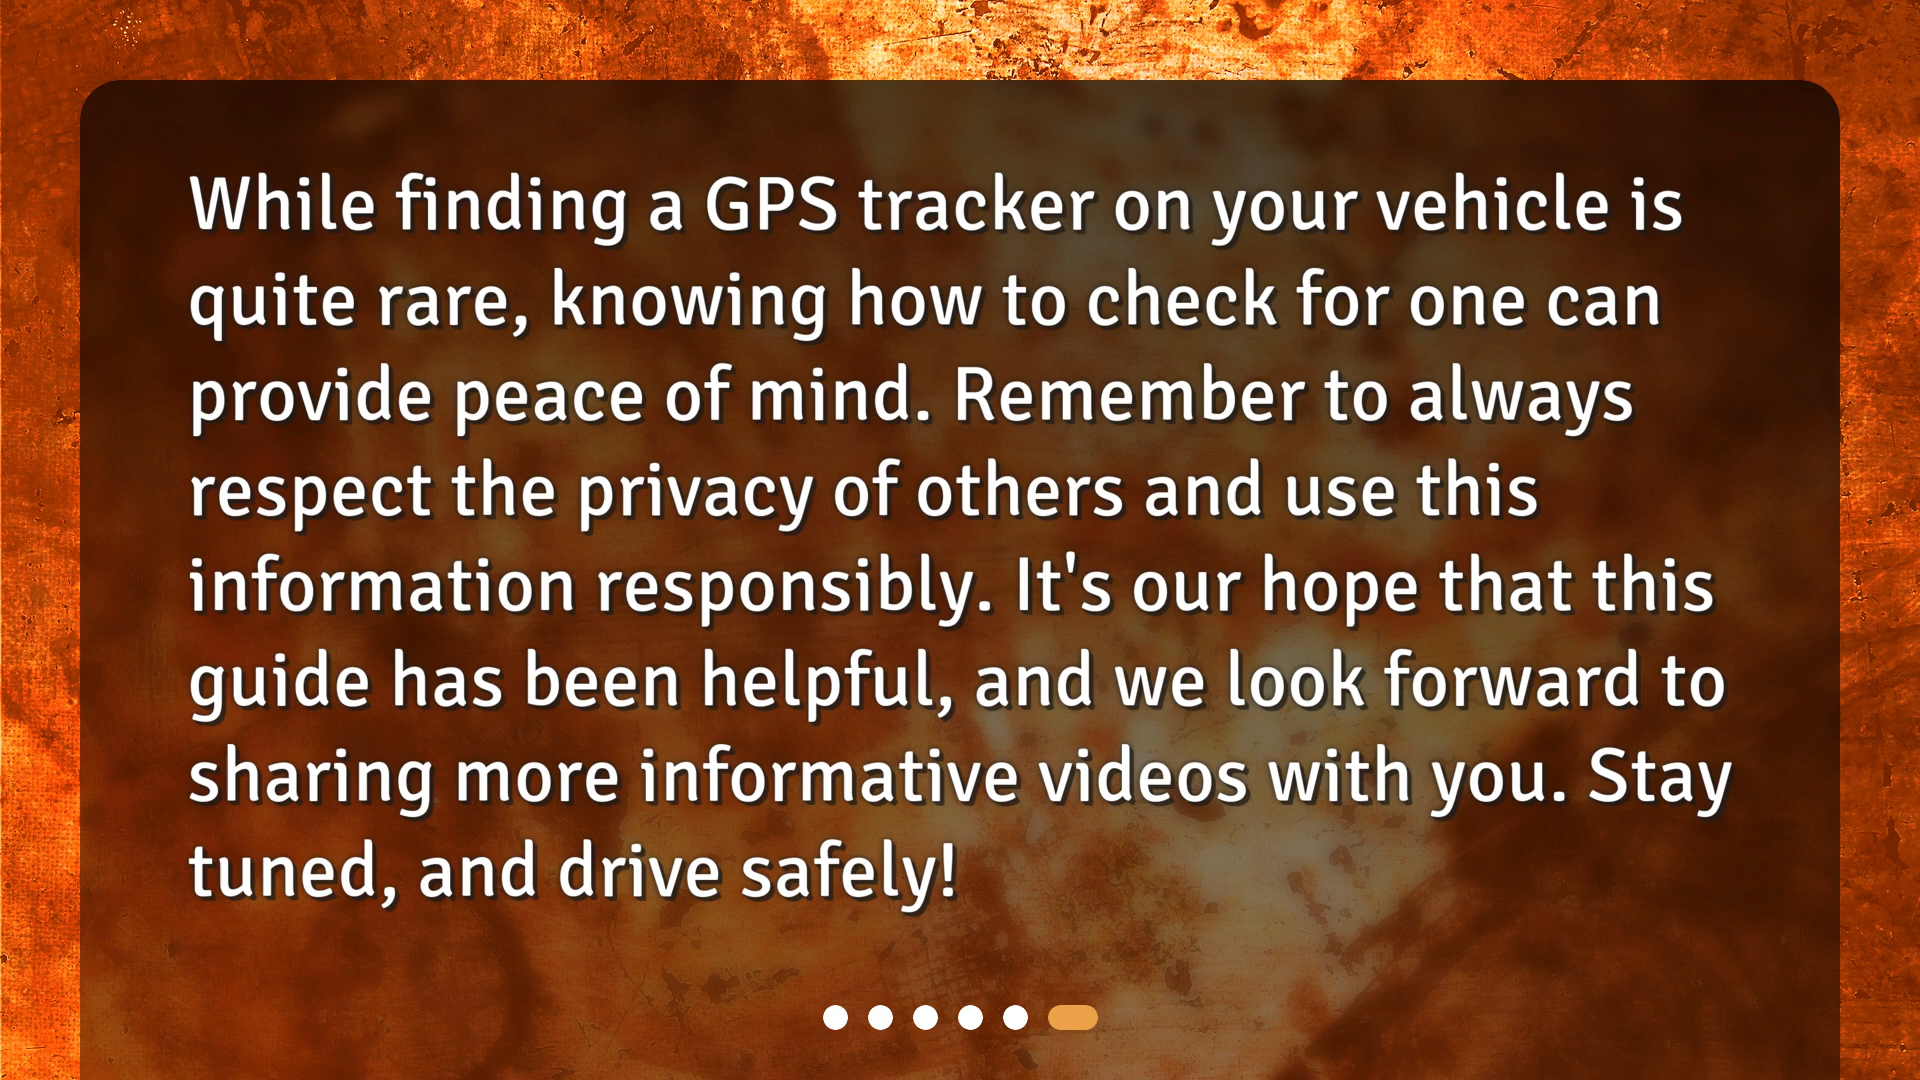 While finding a GPS tracker on your vehicle is
quite rare, knowing how to check for one can
provide peace of mind. Remember to always
respect the privacy of others and use this
information responsibly. It's our hope that this
guide has been helpful, and we look forward to
sharing more informative videos with you. Stay
tuned, and drive safely!